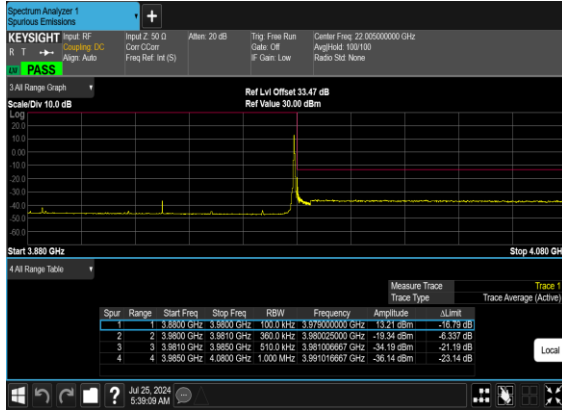 Spectrum Analyzer 1
Spurious Emissions
KEYSIGHT Input: RF Input Z: 50 Ω Atten: 20 dB Trig: Free Run Center Freq: 22.005000000 GHz
R T Coupling: DC Corr CCorr Gate: Off Avg|Hold: 100/100
Align: Auto Freq Ref: Int (S) IF Gain: Low Radio Std: None
PASS
3 All Range Graph
Ref Lvl Offset 33.47 dB
Scale/Div 10.0 dB Ref Value 30.00 dBm
Log
20.0
10.0
0.00
-10.0
-20.0
-30.0
-40.0
-50.0
-60.0
Start 3.880 GHz Stop 4.080 GH
4 All Range Table
Measure Trace Trace 1
Trace Type Trace Average (Active)
Spur Range Start Freq Stop Freq RBW Frequency Amplitude ΔLimit
1 1 3.8800 GHz 3.9800 GHz 100.0 kHz 3.979000000 GHz 13.21 dBm -16.79 dB
2 2 3.9800 GHz 3.9810 GHz 360.0 kHz 3.980025000 GHz -19.34 dBm -6.337 dB
3 3 3.9810 GHz 3.9850 GHz 510.0 kHz 3.981006667 GHz -34.19 dBm -21.19 dB
4 4 3.9850 GHz 4.0800 GHz 1.000 MHz 3.991016667 GHz -36.14 dBm -23.14 dB
Local
Jul 25, 2024
5:39:09 AM